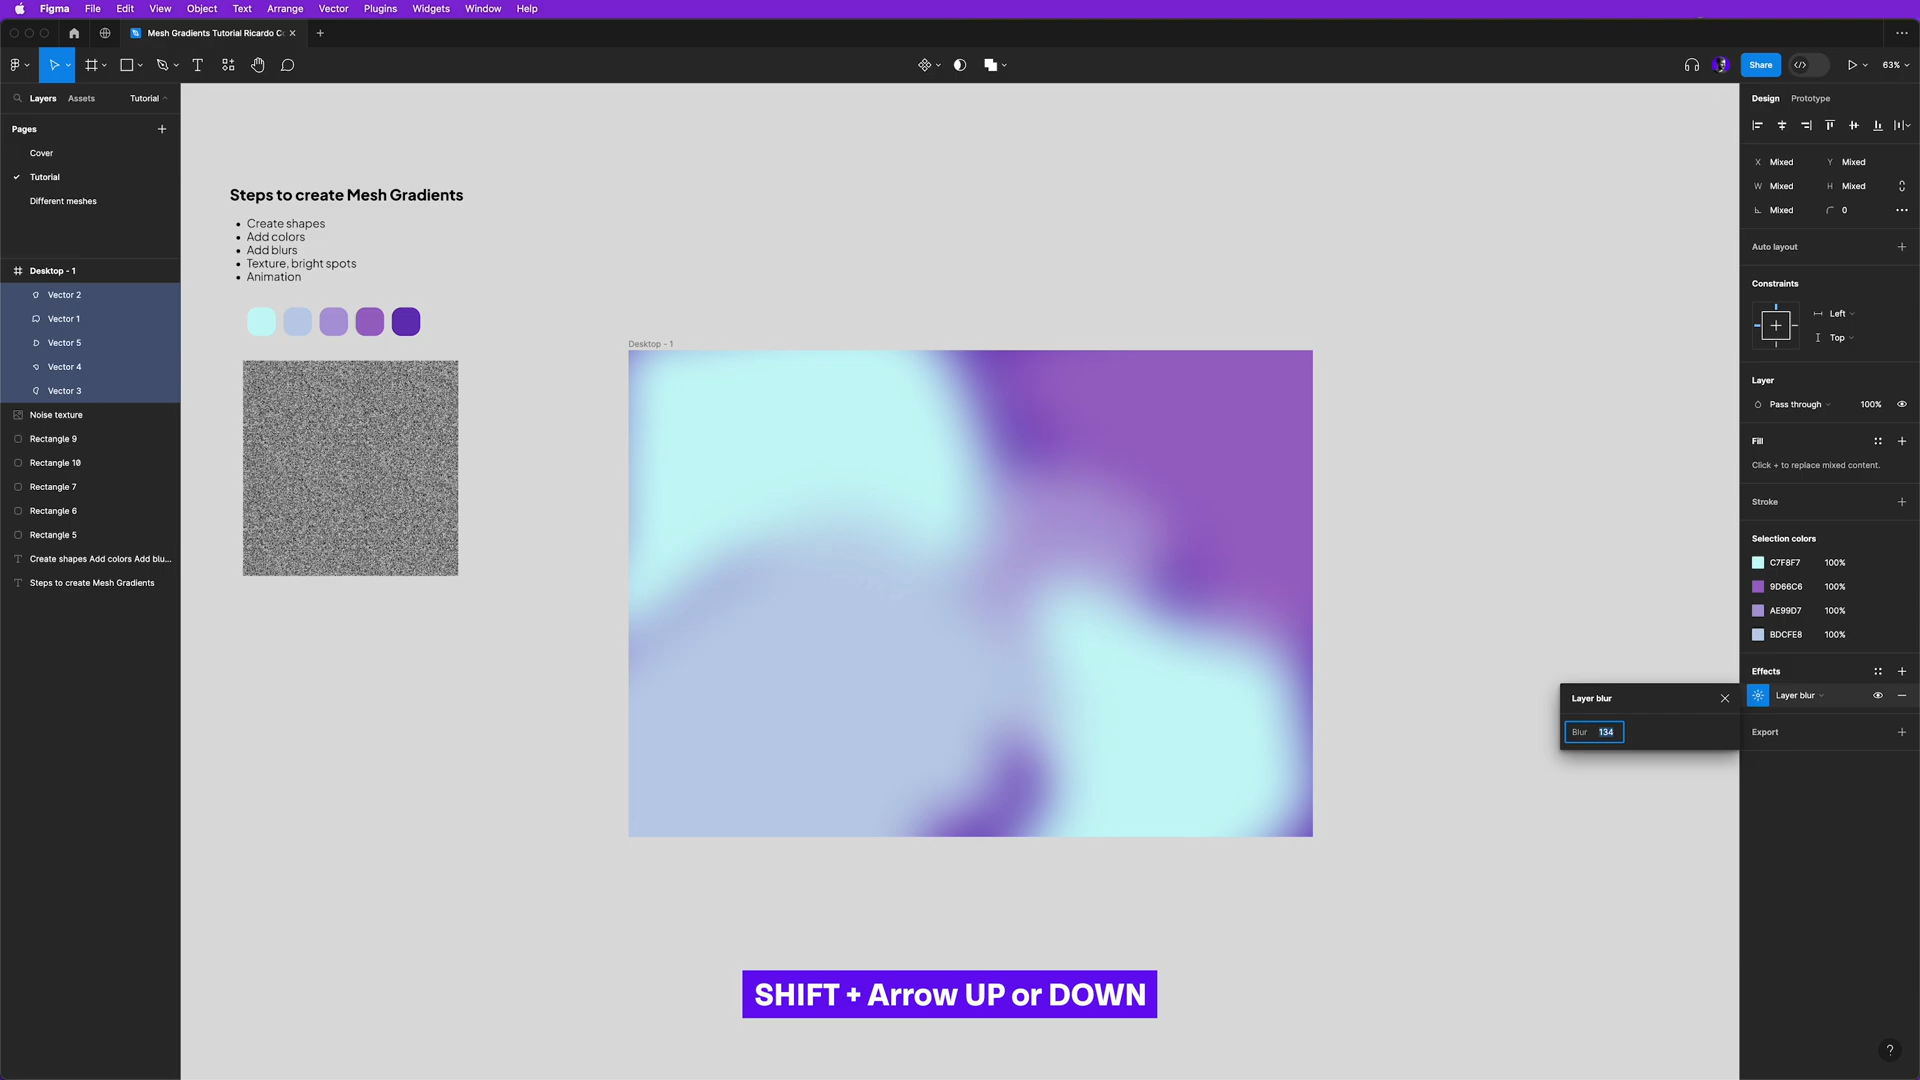 Figma File Edit View Object Text Arrange Vector Plugins Widgets Window Help
Mesh Gradients Tutorial Ricardo C
Share
63%
Layers Assets Tutorial
Pages
Cover
Tutorial
Different meshes
Desktop - 1
Vector 2
Vector 1
Vector 5
Vector 4
Vector 3
Noise texture
Rectangle 9
Rectangle 10
Rectangle 7
Rectangle 6
Rectangle 5
Create shapes Add colors Add blu...
Steps to create Mesh Gradients
Steps to create Mesh Gradients
• Create shapes
• Add colors
• Add blurs
• Texture, bright spots
• Animation
Desktop - 1
SHIFT + Arrow UP or DOWN
Layer blur
Blur 134
Design Prototype
X Mixed Y Mixed
W Mixed H Mixed
Mixed 0
Auto layout
Constraints
Left
Top
Layer
Pass through 100%
Fill
Click + to replace mixed content.
Stroke
Selection colors
C7F8F7 100%
9D66C6 100%
AE99D7 100%
BDCFE8 100%
Effects
Layer blur
Export
?